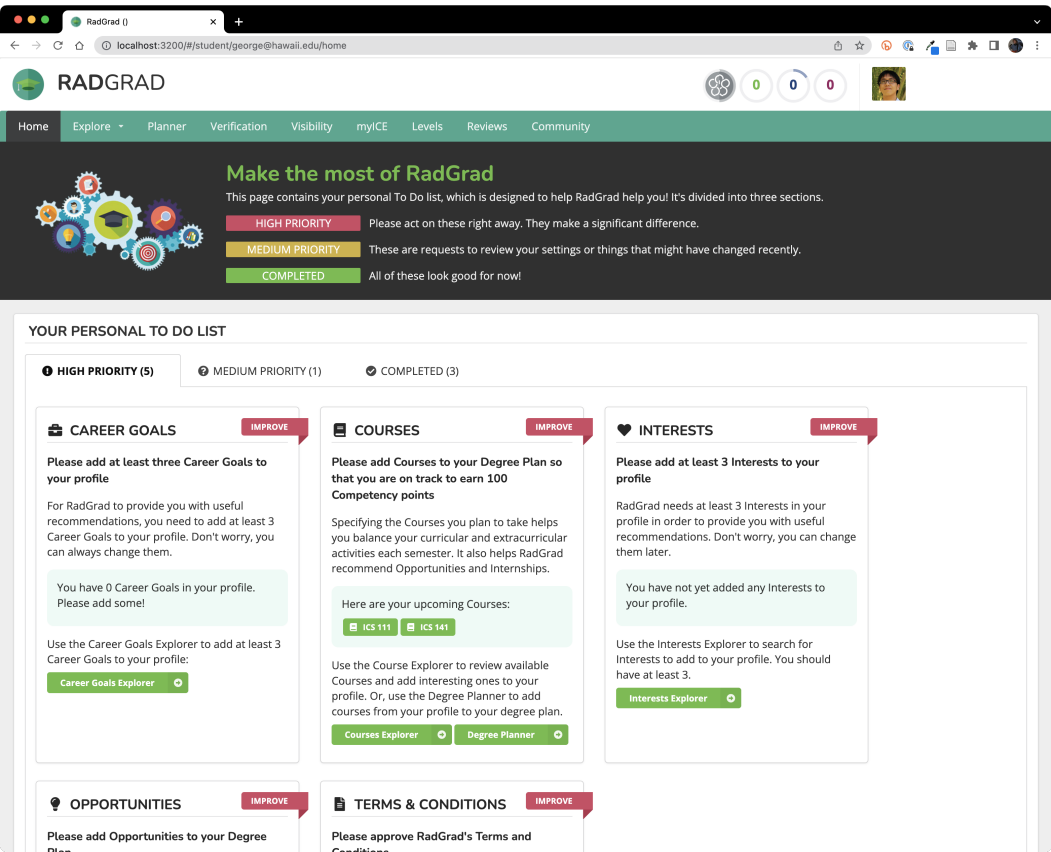 RadGrad ()
localhost:3200/#/student/george@hawaii.edu/home
RADGRAD
0 0 0
Home Explore Planner Verification Visibility myICE Levels Reviews Community
Make the most of RadGrad
This page contains your personal To Do list, which is designed to help RadGrad help you! It's divided into three sections.
HIGH PRIORITY Please act on these right away. They make a significant difference.
MEDIUM PRIORITY These are requests to review your settings or things that might have changed recently.
COMPLETED All of these look good for now!
YOUR PERSONAL TO DO LIST
HIGH PRIORITY (5) MEDIUM PRIORITY (1) COMPLETED (3)
CAREER GOALS IMPROVE
Please add at least three Career Goals to
your profile
For RadGrad to provide you with useful
recommendations, you need to add at least 3
Career Goals to your profile. Don't worry, you
can always change them.
You have 0 Career Goals in your profile.
Please add some!
Use the Career Goals Explorer to add at least 3
Career Goals to your profile:
Career Goals Explorer
COURSES IMPROVE
Please add Courses to your Degree Plan so
that you are on track to earn 100
Competency points
Specifying the Courses you plan to take helps
you balance your curricular and extracurricular
activities each semester. It also helps RadGrad
recommend Opportunities and Internships.
Here are your upcoming Courses:
ICS 111 ICS 141
Use the Course Explorer to review available
Courses and add interesting ones to your
profile. Or, use the Degree Planner to add
courses from your profile to your degree plan.
Courses Explorer Degree Planner
INTERESTS IMPROVE
Please add at least 3 Interests to your
profile
RadGrad needs at least 3 Interests in your
profile in order to provide you with useful
recommendations. Don't worry, you can change
them later.
You have not yet added any Interests to
your profile.
Use the Interests Explorer to search for
Interests to add to your profile. You should
have at least 3.
Interests Explorer
OPPORTUNITIES IMPROVE
Please add Opportunities to your Degree
Plan
TERMS & CONDITIONS IMPROVE
Please approve RadGrad's Terms and
Conditions